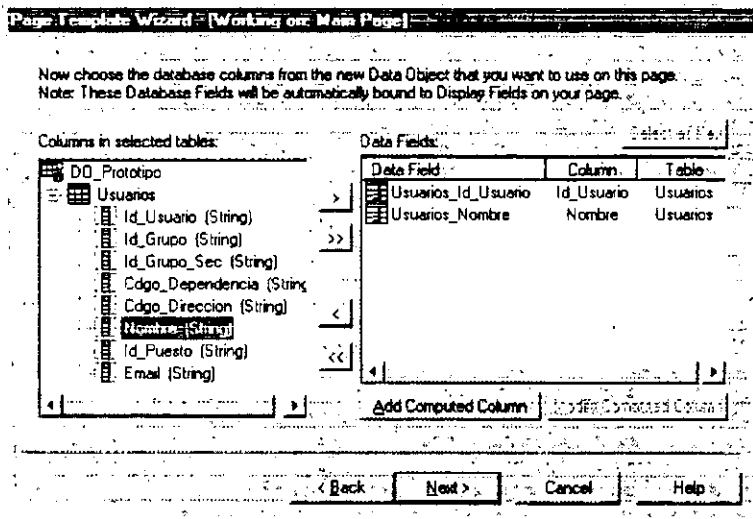 Page Template Wizard - [Working on: Main Page]
Now choose the database columns from the new Data Object that you want to use on this page.
Note: These Database Fields will be automatically bound to Display Fields on your page.
Columns in selected tables:
DO_Prototipo
Usuarios
Id_Usuario (String)
Id_Grupo (String)
Id_Grupo_Sec (String)
Cdgo_Dependencia (String
Cdgo_Direccion (String)
Nombre (String)
Id_Puesto (String)
Email (String)
>
>>
<
<<
Data Fields:
Data Field Column Table
Usuarios_Id_Usuario Id_Usuario Usuarios
Usuarios_Nombre Nombre Usuarios
Add Computed Column
< Back Next > Cancel Help